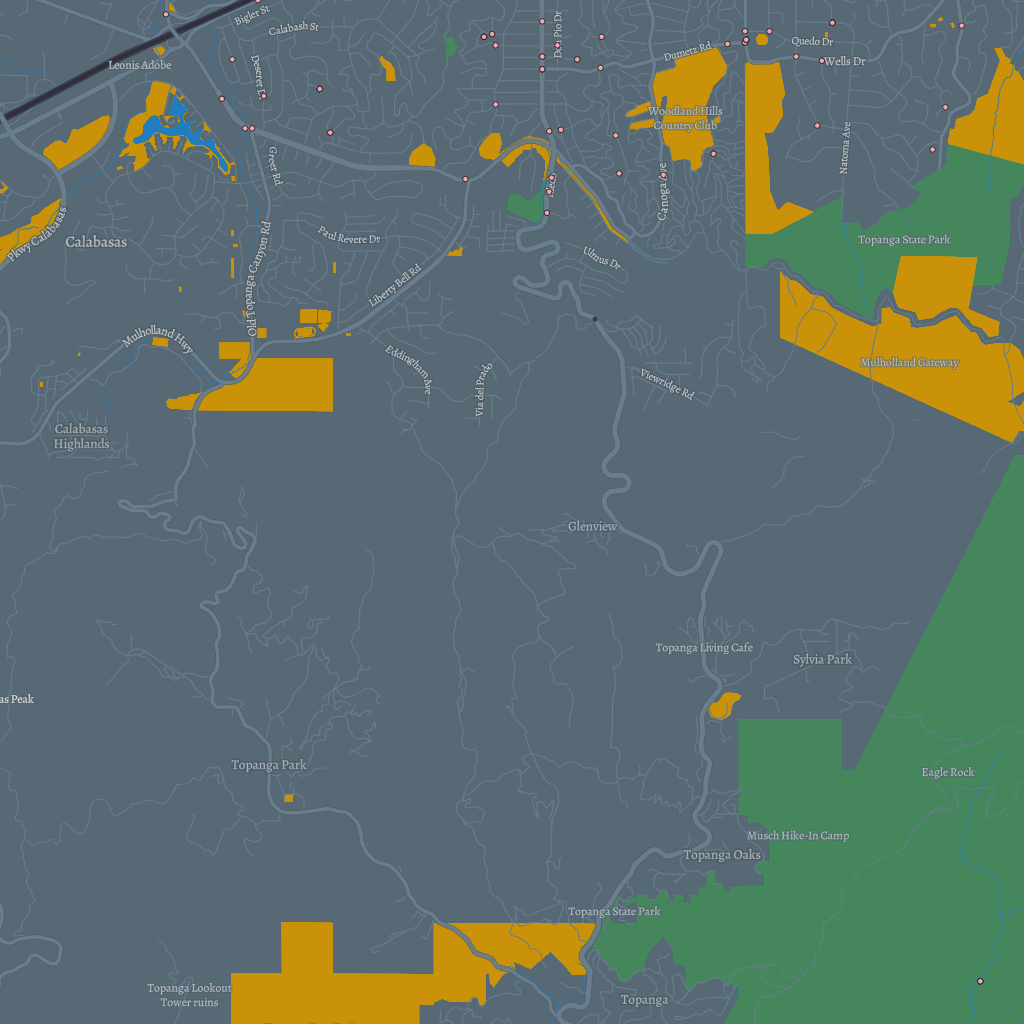 Bigler St
Calabash St
Del Pio Dr
Dumetz Rd
Quedo Dr
Wells Dr
Leonis Adobe
Deseret
Woodland Hills
Country Club
Natoma Ave
Greer Rd
Canoga Ave
Pkwy Calabasas
Calabasas
Paul Revere Dr
Topanga State Park
Ulmus Dr
Old Topanga Canyon Rd
Liberty Bell Rd
Mulholland Hwy
Eddingham Ave
Via del Prado
Viewridge Rd
Mulholland Gateway
Calabasas
Highlands
Glenview
Topanga Living Cafe
Sylvia Park
as Peak
Topanga Park
Eagle Rock
Musch Hike-In Camp
Topanga Oaks
Topanga State Park
Topanga Lookout
Tower ruins
Topanga